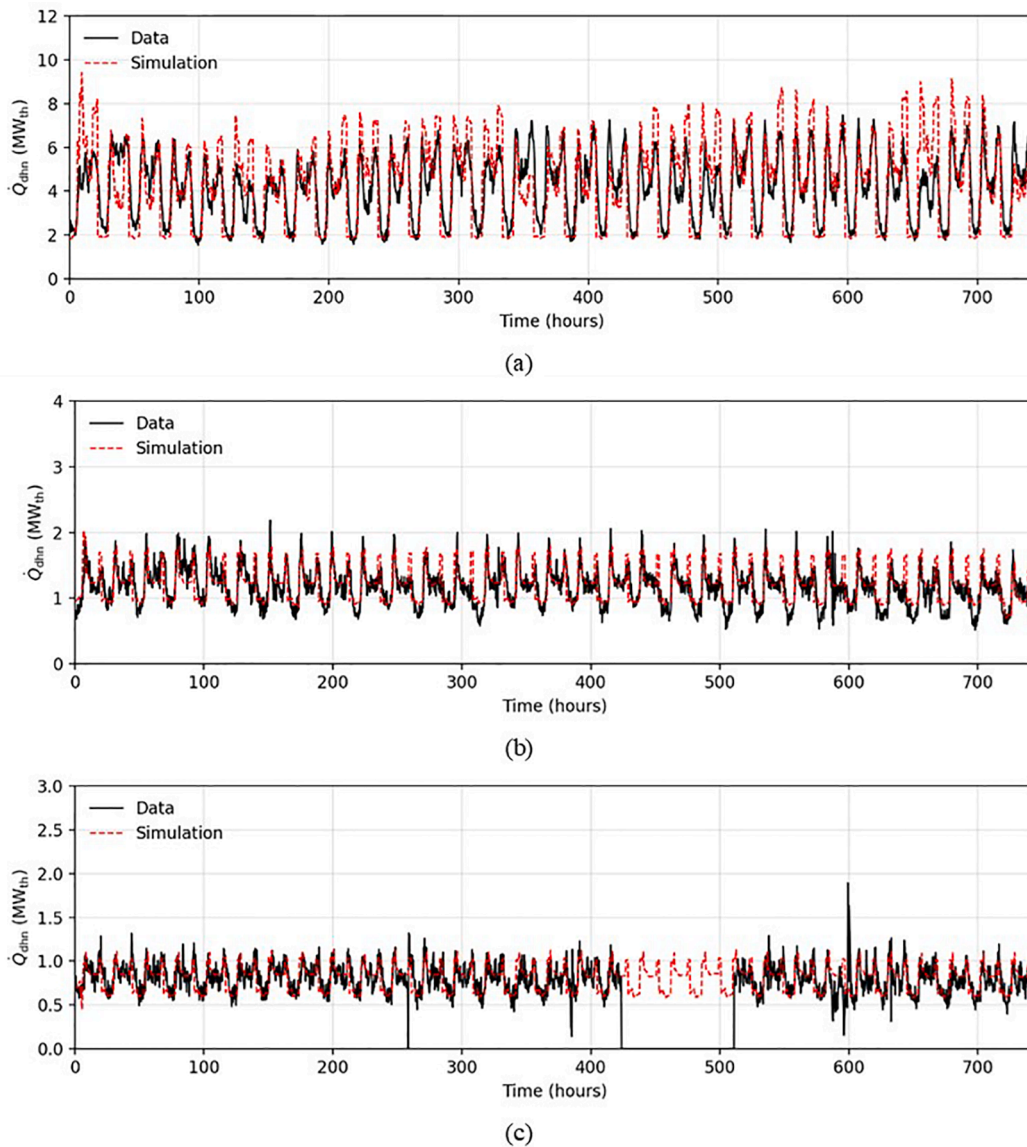 12
10
8
6
4
2
0
Q̇dhn (MWth)
Data
Simulation
0 100 200 300 400 500 600 700
Time (hours)
(a)
4
3
2
1
0
Q̇dhn (MWth)
Data
Simulation
0 100 200 300 400 500 600 700
Time (hours)
(b)
3.0
2.5
2.0
1.5
1.0
0.5
0.0
Q̇dhn (MWth)
Data
Simulation
0 100 200 300 400 500 600 700
Time (hours)
(c)